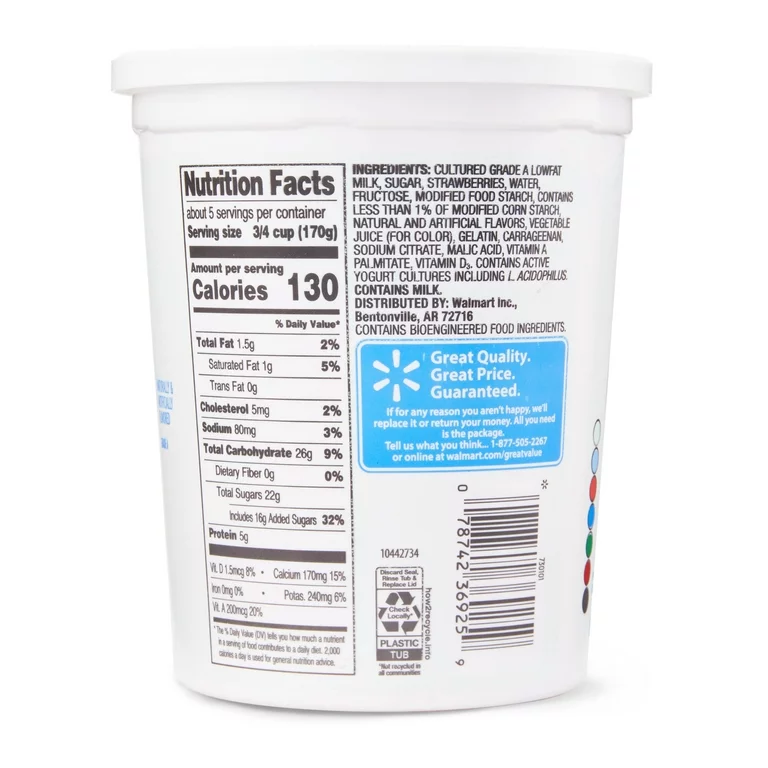 Nutrition Facts
about 5 servings per container
Serving size 3/4 cup (170g)
Amount per serving
Calories 130
% Daily Value*
Total Fat 1.5g 2%
Saturated Fat 1g 5%
Trans Fat 0g
Cholesterol 5mg 2%
Sodium 80mg 3%
Total Carbohydrate 26g 9%
Dietary Fiber 0g 0%
Total Sugars 22g
Includes 16g Added Sugars 32%
Protein 5g
Vit. D 1.5mcg 8% • Calcium 170mg 15%
Iron 0mg 0% • Potas. 240mg 6%
Vit. A 200mcg 20%
* The % Daily Value (DV) tells you how much a nutrient
in a serving of food contributes to a daily diet. 2,000
calories a day is used for general nutrition advice.
INGREDIENTS: CULTURED GRADE A LOWFAT
MILK, SUGAR, STRAWBERRIES, WATER,
FRUCTOSE, MODIFIED FOOD STARCH, CONTAINS
LESS THAN 1% OF MODIFIED CORN STARCH,
NATURAL AND ARTIFICIAL FLAVORS, VEGETABLE
JUICE (FOR COLOR), GELATIN, CARRAGEENAN,
SODIUM CITRATE, MALIC ACID, VITAMIN A
PALMITATE, VITAMIN D₃. CONTAINS ACTIVE
YOGURT CULTURES INCLUDING L. ACIDOPHILUS.
CONTAINS MILK.
DISTRIBUTED BY: Walmart Inc.,
Bentonville, AR 72716
CONTAINS BIOENGINEERED FOOD INGREDIENTS.
Great Quality.
Great Price.
Guaranteed.
If for any reason you aren't happy, we'll
replace it or return your money. All you need
is the package.
Tell us what you think... 1-877-505-2267
or online at walmart.com/greatvalue
10442734
Discard Seal,
Rinse Tub &
Replace Lid
Check
Locally*
PLASTIC
TUB
*Not recycled in
all communities
how2recycle.info
0 78742 36925 9
730101